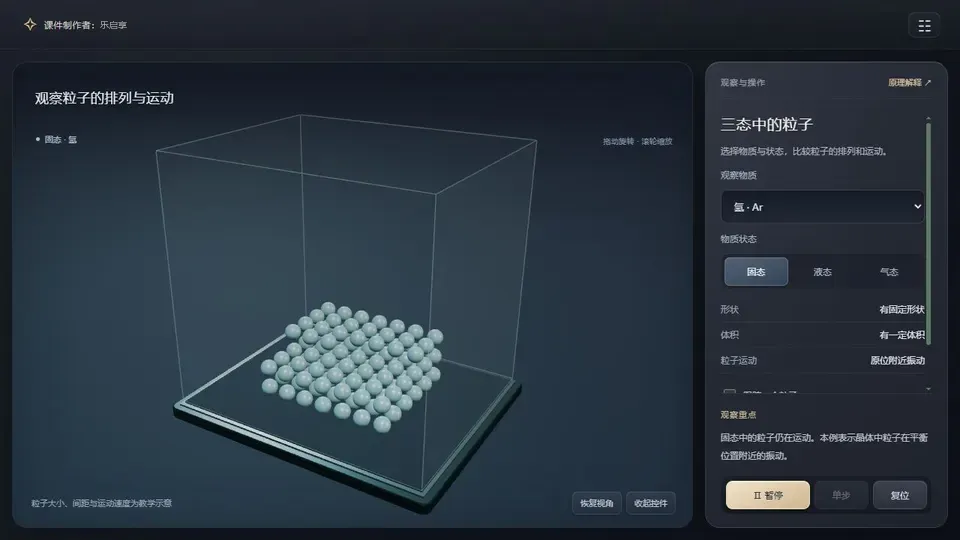 课件制作者：乐启享
观察粒子的排列与运动
固态 · 氩
拖动旋转 · 滚轮缩放
粒子大小、间距与运动速度为教学示意
恢复视角
收起控件
观察与操作
原理解释 ↗
三态中的粒子
选择物质与状态，比较粒子的排列和运动。
观察物质
氩 · Ar
物质状态
固态
液态
气态
形状
有固定形状
体积
有一定体积
粒子运动
原位附近振动
观察重点
固态中的粒子仍在运动。本例表示晶体中粒子在平衡
位置附近的振动。
暂停
单步
复位